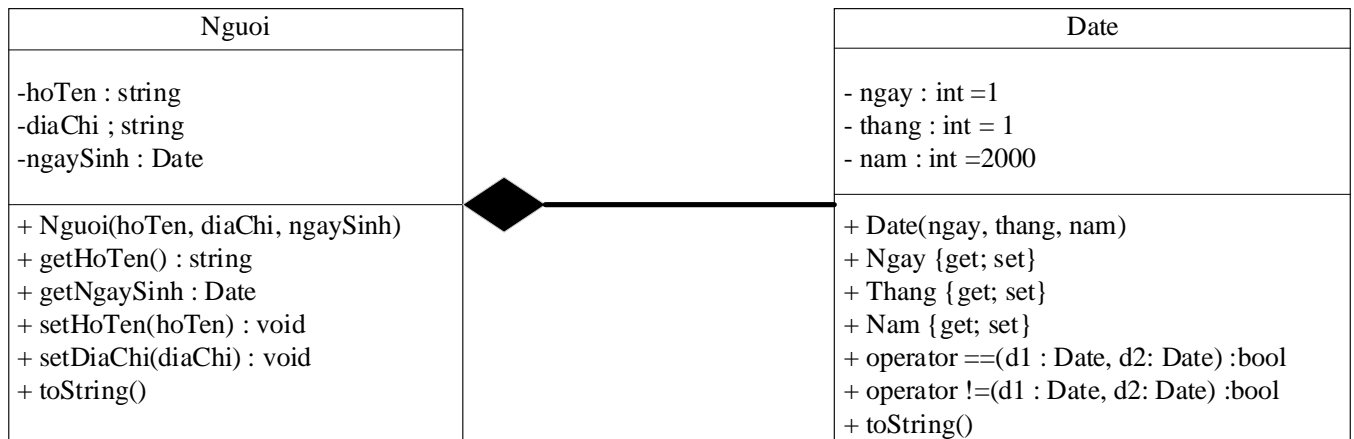 Nguoi
-hoTen : string
-diaChi ; string
-ngaySinh : Date
+ Nguoi(hoTen, diaChi, ngaySinh)
+ getHoTen() : string
+ getNgaySinh : Date
+ setHoTen(hoTen) : void
+ setDiaChi(diaChi) : void
+ toString()
Date
- ngay : int =1
- thang : int = 1
- nam : int =2000
+ Date(ngay, thang, nam)
+ Ngay {get; set}
+ Thang {get; set}
+ Nam {get; set}
+ operator ==(d1 : Date, d2: Date) :bool
+ operator !=(d1 : Date, d2: Date) :bool
+ toString()